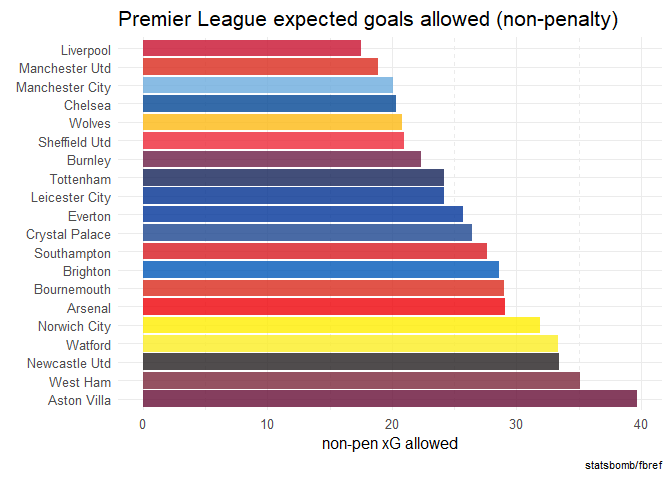 Premier League expected goals allowed (non-penalty)
Liverpool
Manchester Utd
Manchester City
Chelsea
Wolves
Sheffield Utd
Burnley
Tottenham
Leicester City
Everton
Crystal Palace
Southampton
Brighton
Bournemouth
Arsenal
Norwich City
Watford
Newcastle Utd
West Ham
Aston Villa
0 10 20 30 40
non-pen xG allowed
statsbomb/fbref